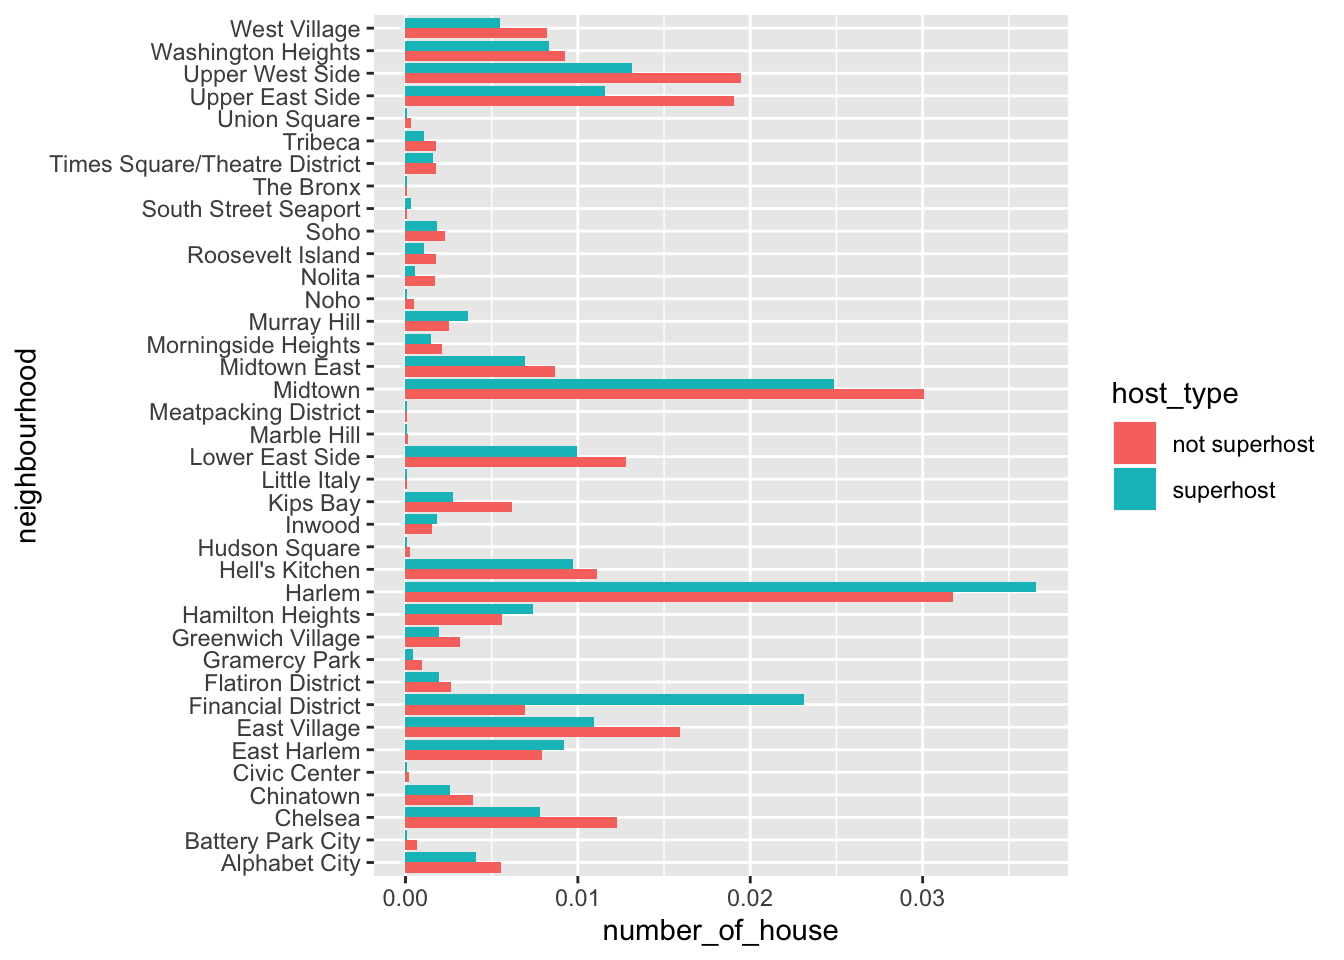 West Village
Washington Heights
Upper West Side
Upper East Side
Union Square
Tribeca
Times Square/Theatre District
The Bronx
South Street Seaport
Soho
Roosevelt Island
Nolita
Noho
Murray Hill
Morningside Heights
Midtown East
Midtown
Meatpacking District
Marble Hill
Lower East Side
Little Italy
Kips Bay
Inwood
Hudson Square
Hell's Kitchen
Harlem
Hamilton Heights
Greenwich Village
Gramercy Park
Flatiron District
Financial District
East Village
East Harlem
Civic Center
Chinatown
Chelsea
Battery Park City
Alphabet City
neighbourhood
0.00 0.01 0.02 0.03
number_of_house
host_type
not superhost
superhost